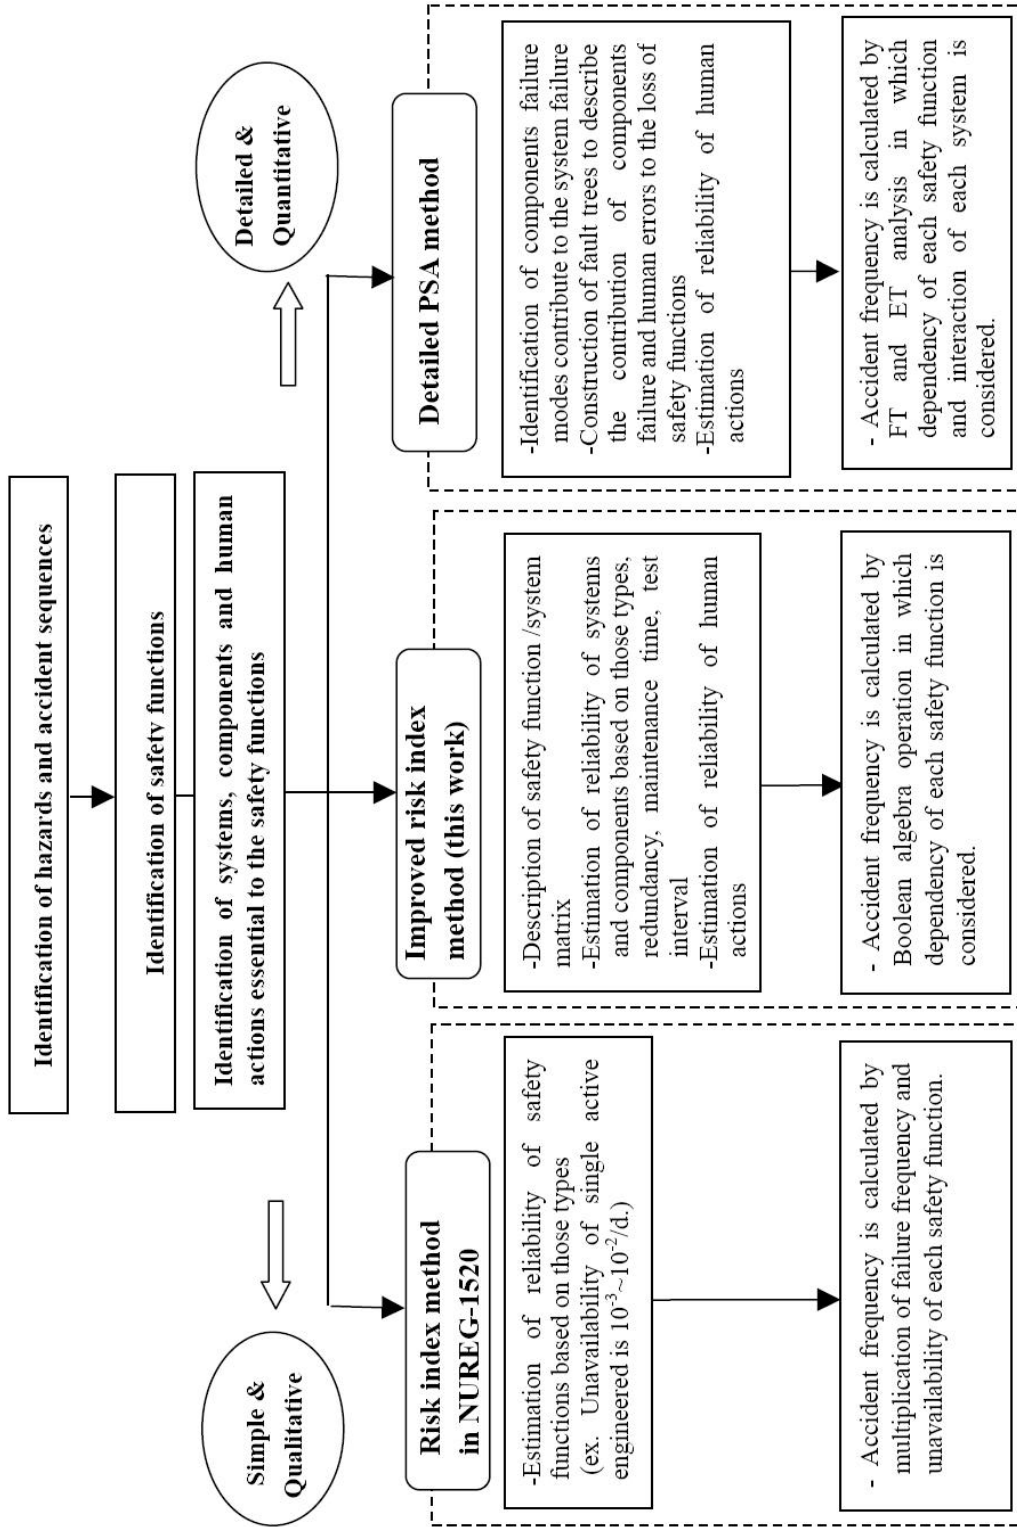 Identification of hazards and accident sequences
Identification of safety functions
Identification of systems, components and human
actions essential to the safety functions
Simple &
Qualitative
Detailed &
Quantitative
Risk index method
in NUREG-1520
-Estimation of reliability of safety
functions based on those types
(ex. Unavailability of single active
engineered is 10⁻³~10⁻²/d.)
- Accident frequency is calculated by
multiplication of failure frequency and
unavailability of each safety function.
Improved risk index
method (this work)
-Description of safety function /system
matrix
-Estimation of reliability of systems
and components based on those types,
redundancy, maintenance time, test
interval
-Estimation of reliability of human
actions
- Accident frequency is calculated by
Boolean algebra operation in which
dependency of each safety function is
considered.
Detailed PSA method
-Identification of components failure
modes contribute to the system failure
-Construction of fault trees to describe
the contribution of components
failure and human errors to the loss of
safety functions
-Estimation of reliability of human
actions
- Accident frequency is calculated by
FT and ET analysis in which
dependency of each safety function
and interaction of each system is
considered.